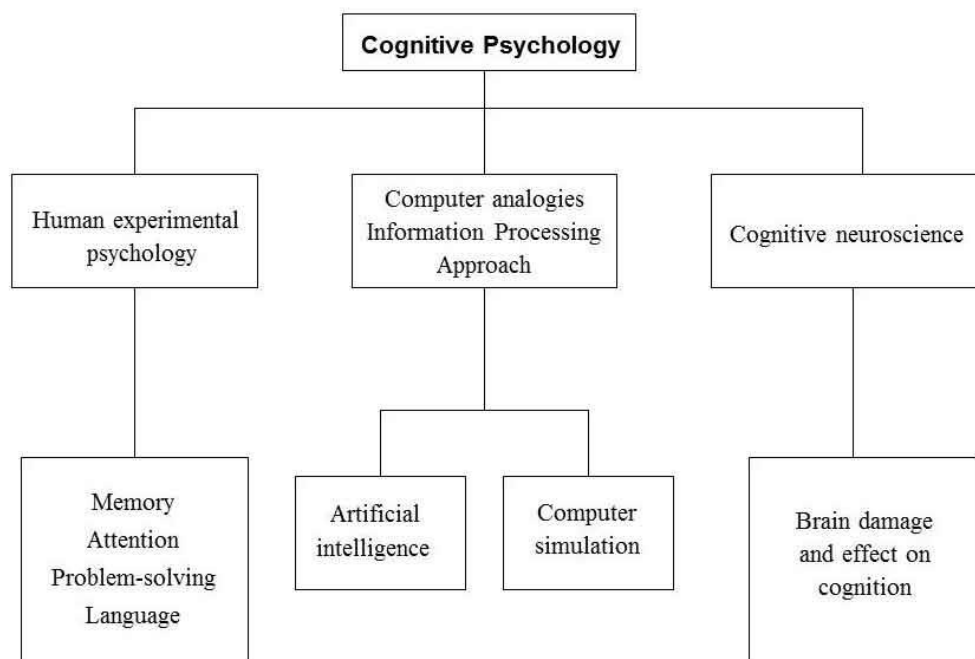 Cognitive Psychology
Human experimental
psychology
Computer analogies
Information Processing
Approach
Cognitive neuroscience
Memory
Attention
Problem-solving
Language
Artificial
intelligence
Computer
simulation
Brain damage
and effect on
cognition